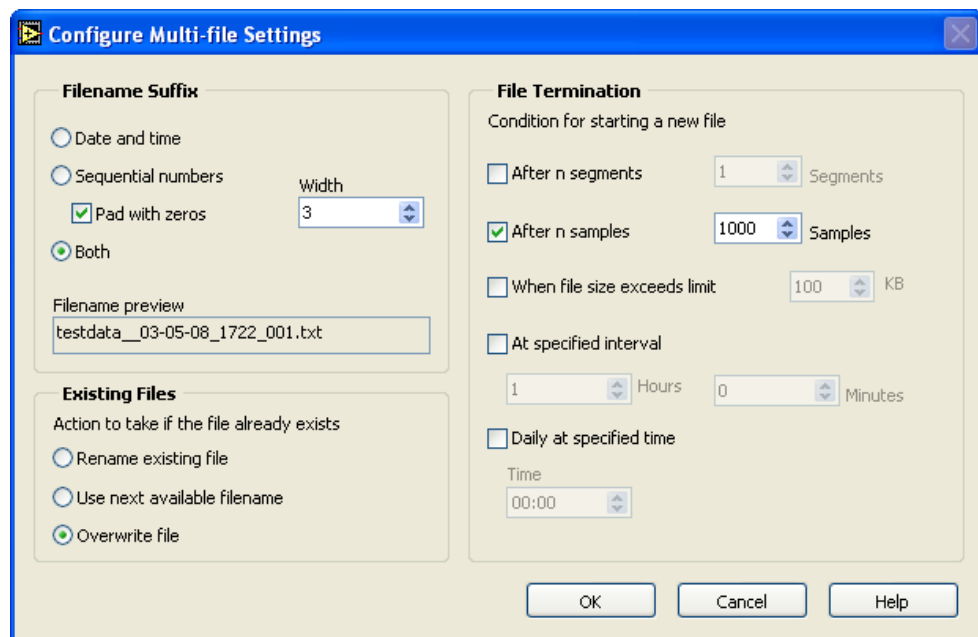 Configure Multi-file Settings
Filename Suffix
Date and time
Sequential numbers
Pad with zeros
Width
3
Both
Filename preview
testdata__03-05-08_1722_001.txt
Existing Files
Action to take if the file already exists
Rename existing file
Use next available filename
Overwrite file
File Termination
Condition for starting a new file
After n segments 1 Segments
After n samples 1000 Samples
When file size exceeds limit 100 KB
At specified interval
1 Hours 0 Minutes
Daily at specified time
Time
00:00
OK Cancel Help